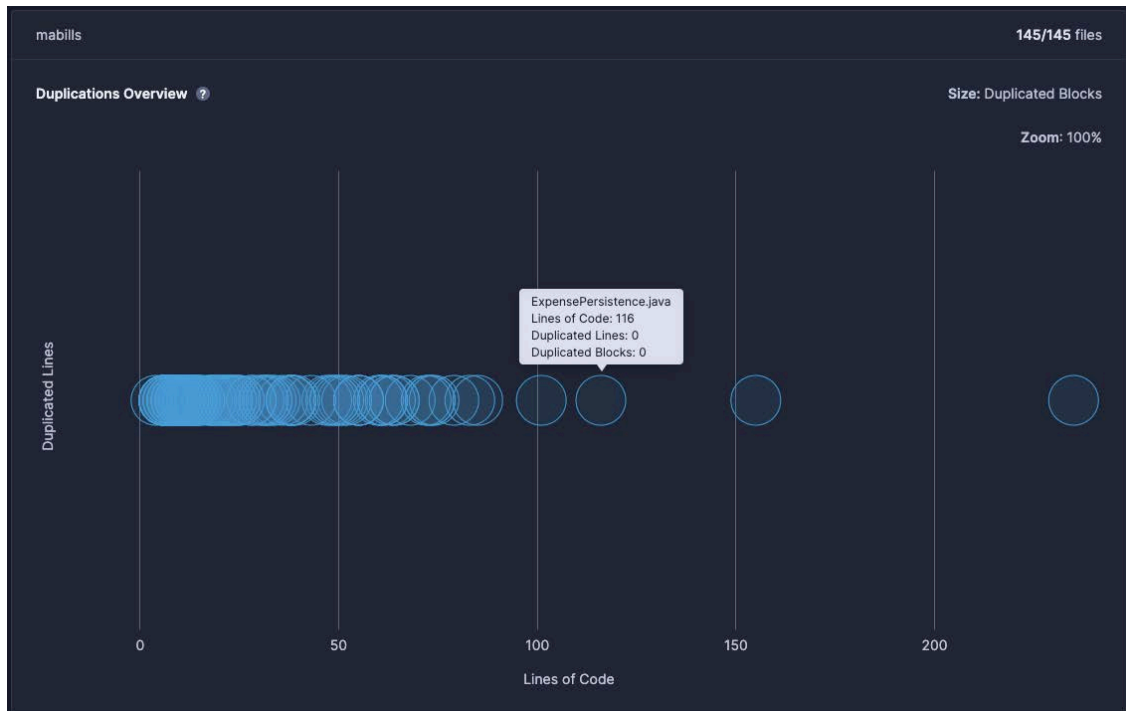 mabills
145/145 files
Duplications Overview ?
Size: Duplicated Blocks
Zoom: 100%
ExpensePersistence.java
Lines of Code: 116
Duplicated Lines: 0
Duplicated Blocks: 0
Duplicated Lines
0 50 100 150 200
Lines of Code